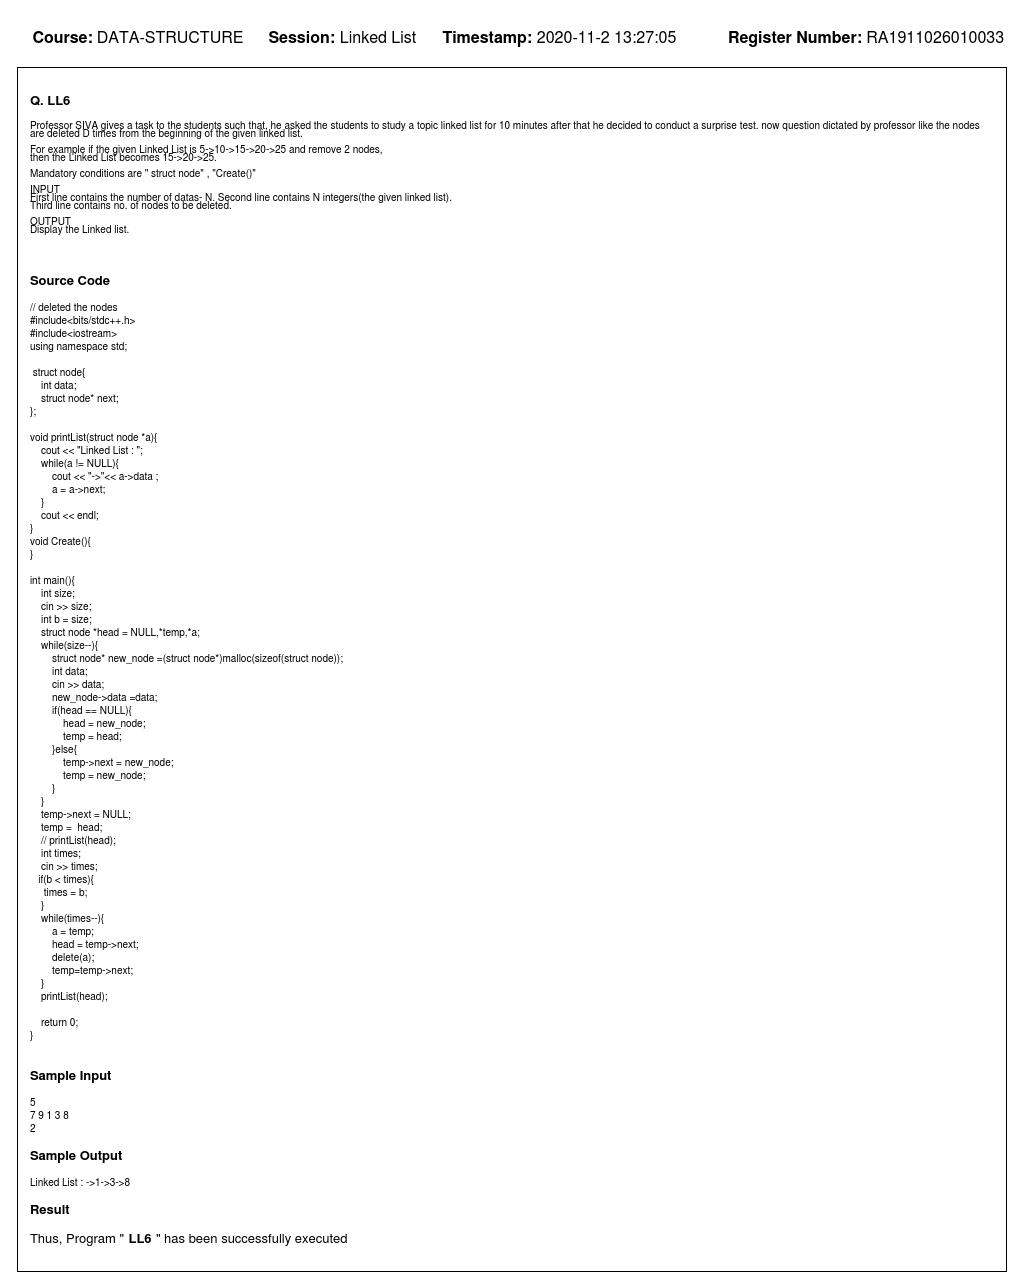 Course: DATA-STRUCTURE Session: Linked List Timestamp: 2020-11-2 13:27:05 Register Number: RA1911026010033
Q. LL6
Professor SIVA gives a task to the students such that, he asked the students to study a topic linked list for 10 minutes after that he decided to conduct a surprise test. now question dictated by professor like the nodes
are deleted D times from the beginning of the given linked list.
For example if the given Linked List is 5->10->15->20->25 and remove 2 nodes,
then the Linked List becomes 15->20->25.
Mandatory conditions are " struct node" , "Create()"
INPUT
First line contains the number of datas- N. Second line contains N integers(the given linked list).
Third line contains no. of nodes to be deleted.
OUTPUT
Display the Linked list.
Source Code
// deleted the nodes
#include<bits/stdc++.h>
#include<iostream>
using namespace std;
struct node{
int data;
struct node* next;
};
void printList(struct node *a){
cout << "Linked List : ";
while(a != NULL){
cout << "->"<< a->data ;
a = a->next;
}
cout << endl;
}
void Create(){
}
int main(){
int size;
cin >> size;
int b = size;
struct node *head = NULL,*temp,*a;
while(size--){
struct node* new_node =(struct node*)malloc(sizeof(struct node));
int data;
cin >> data;
new_node->data =data;
if(head == NULL){
head = new_node;
temp = head;
}else{
temp->next = new_node;
temp = new_node;
}
}
temp->next = NULL;
temp =  head;
// printList(head);
int times;
cin >> times;
if(b < times){
times = b;
}
while(times--){
a = temp;
head = temp->next;
delete(a);
temp=temp->next;
}
printList(head);
return 0;
}
Sample Input
5
7 9 1 3 8
2
Sample Output
Linked List : ->1->3->8
Result
Thus, Program " LL6 " has been successfully executed